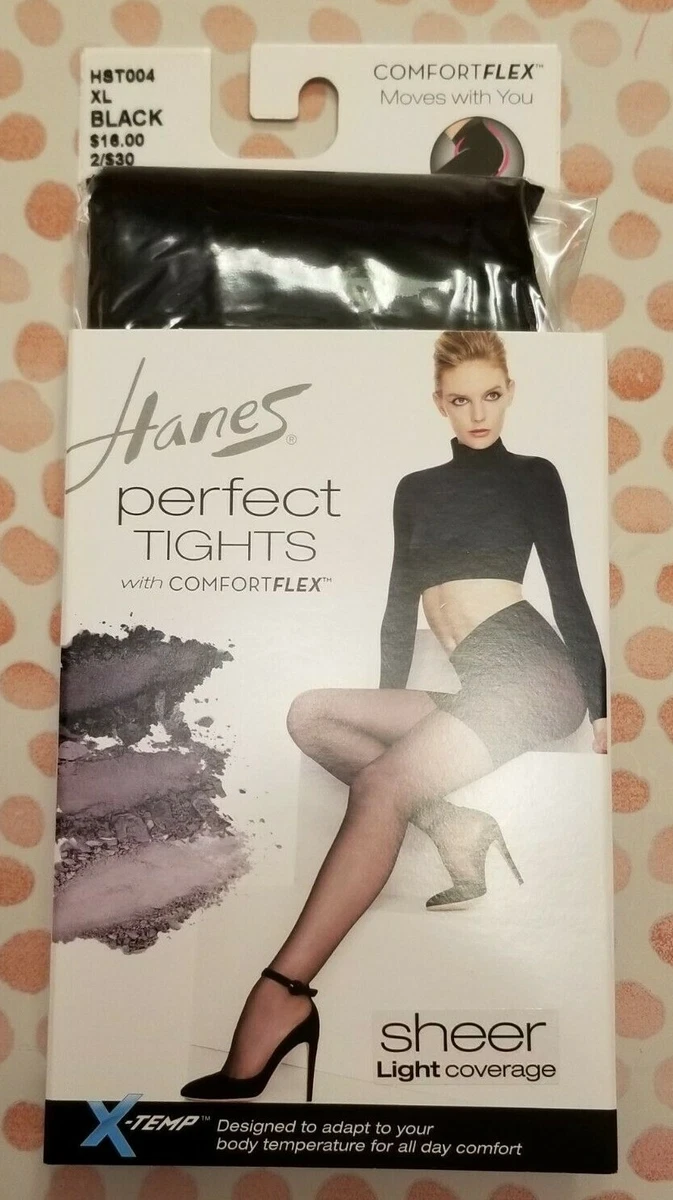 HST004
XL
BLACK
$16.00
2/$30
COMFORTFLEX™
Moves with You
Hanes®
perfect
TIGHTS
with COMFORTFLEX™
sheer
Light coverage
X-TEMP™
Designed to adapt to your
body temperature for all day comfort